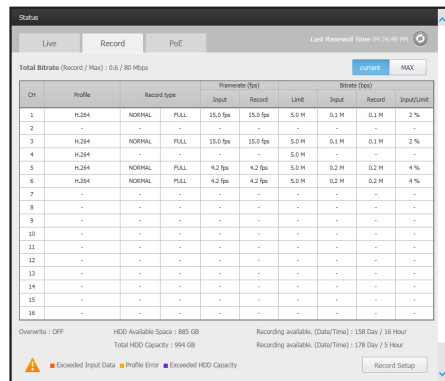 Status
Live Record PoE Last Renewal Time 04:34:49 PM
Total Bitrate (Record / Max) : 0.6 / 80 Mbps current MAX
CH Profile Record type Framerate (fps) Bitrate (bps)
Input Record Limit Input Record Input/Limit
1 H.264 NORMAL FULL 15.0 fps 15.0 fps 5.0 M 0.1 M 0.1 M 2 %
2 - - - - - - - - -
3 H.264 NORMAL FULL 15.0 fps 15.0 fps 5.0 M 0.1 M 0.1 M 2 %
4 H.264 - - - - 5.0 M - - -
5 H.264 NORMAL FULL 4.2 fps 4.2 fps 5.0 M 0.2 M 0.2 M 4 %
6 H.264 NORMAL FULL 4.2 fps 4.2 fps 5.0 M 0.2 M 0.2 M 4 %
7 - - - - - - - - -
8 - - - - - - - - -
9 - - - - - - - - -
10 - - - - - - - - -
11 - - - - - - - - -
12 - - - - - - - - -
13 - - - - - - - - -
14 - - - - - - - - -
15 - - - - - - - - -
16 - - - - - - - - -
Overwrite : OFF HDD Available Space : 885 GB Recording available. (Date/Time) : 158 Day / 16 Hour
Total HDD Capacity : 994 GB Recording available. (Date/Time) : 178 Day / 5 Hour
Exceeded Input Data Profile Error Exceeded HDD Capacity Record Setup